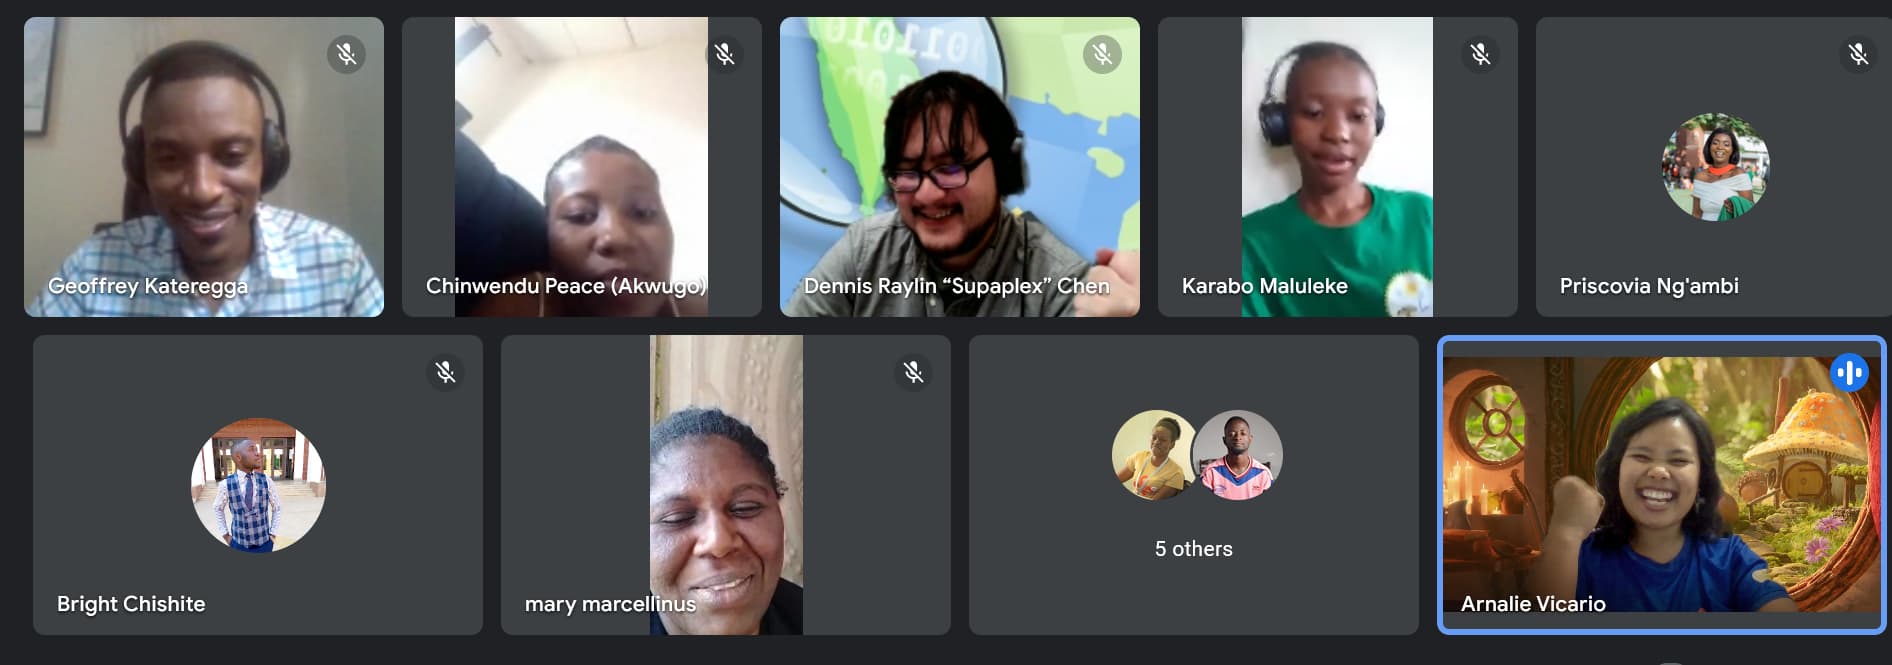 Geoffrey Kateregga
Chinwendu Peace (Akwugo)
Dennis Raylin “Supaplex” Chen
Karabo Maluleke
Priscovia Ng'ambi
Bright Chishite
mary marcellinus
5 others
Arnalie Vicario